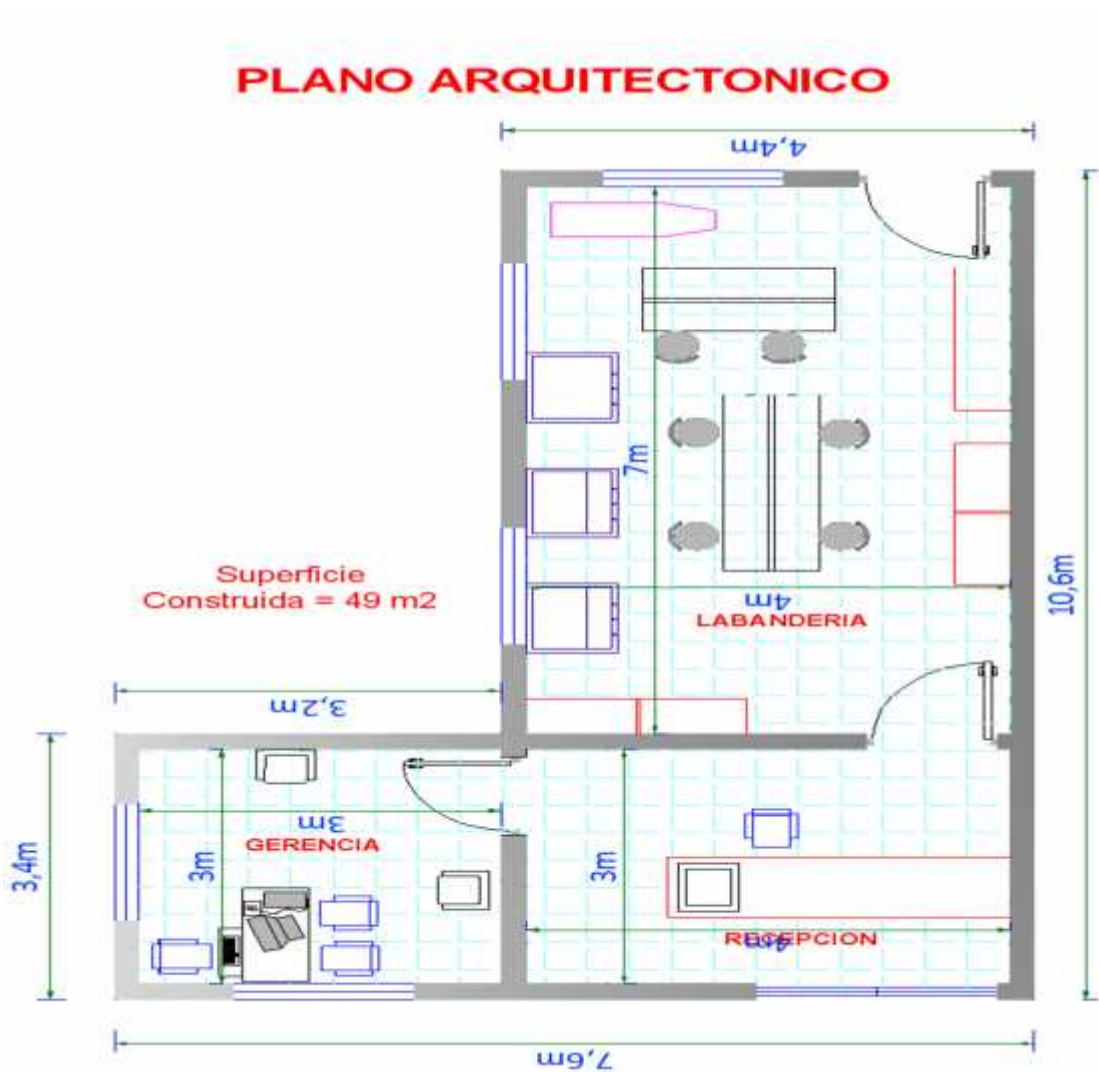 PLANO ARQUITECTONICO
4,4m
7m
10,6m
Superficie
Construida = 49 m2
4m
LABANDERIA
3,2m
3m
GERENCIA
3,4m
3m
3m
RECEPCION
4m
7,6m